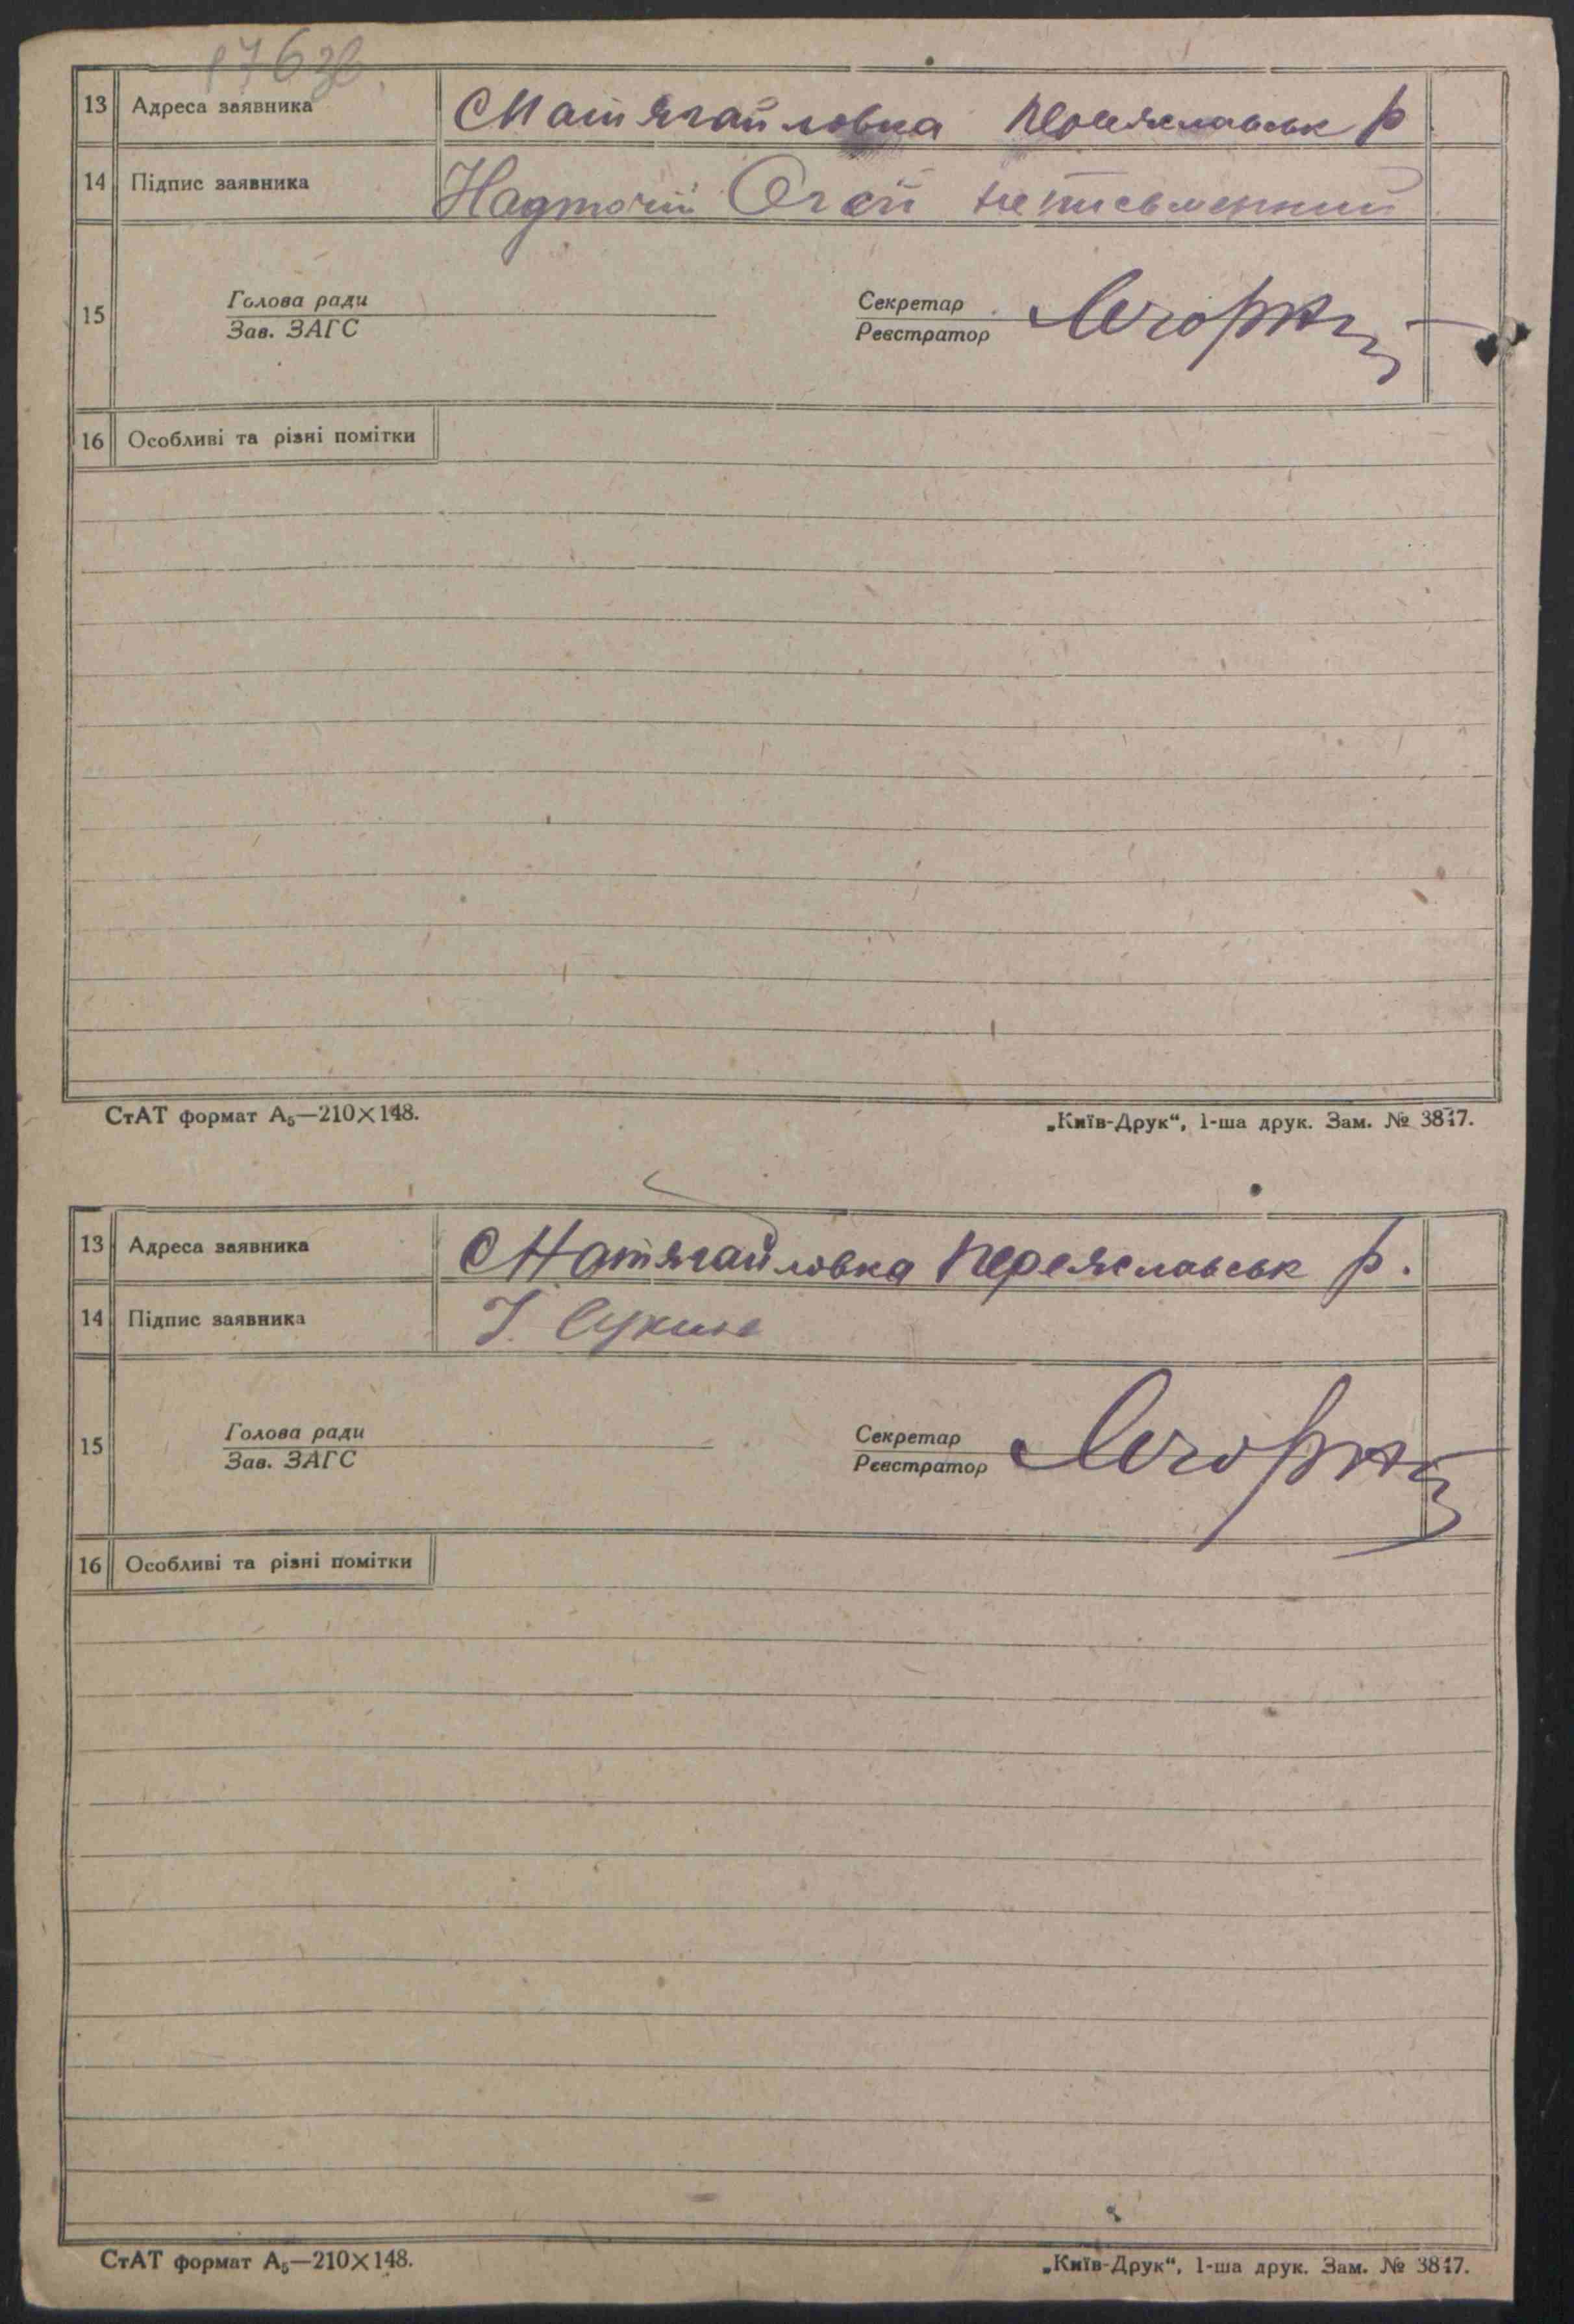 176зв
13 Адреса заявника С Натягайловка Переяславськ р.
14 Підпис заявника Надточій Огей неписьменний
15 Голова ради Секретар
Зав. ЗАГС Реєстратор
16 Особливі та різні помітки
СтАТ формат А₅—210×148. „Київ-Друк“, 1-ша друк. Зам. № 3817.
13 Адреса заявника С Натягайловка Переяславськ р.
14 Підпис заявника
15 Голова ради Секретар
Зав. ЗАГС Реєстратор
16 Особливі та різні помітки
СтАТ формат А₅—210×148. „Київ-Друк“, 1-ша друк. Зам. № 3817.